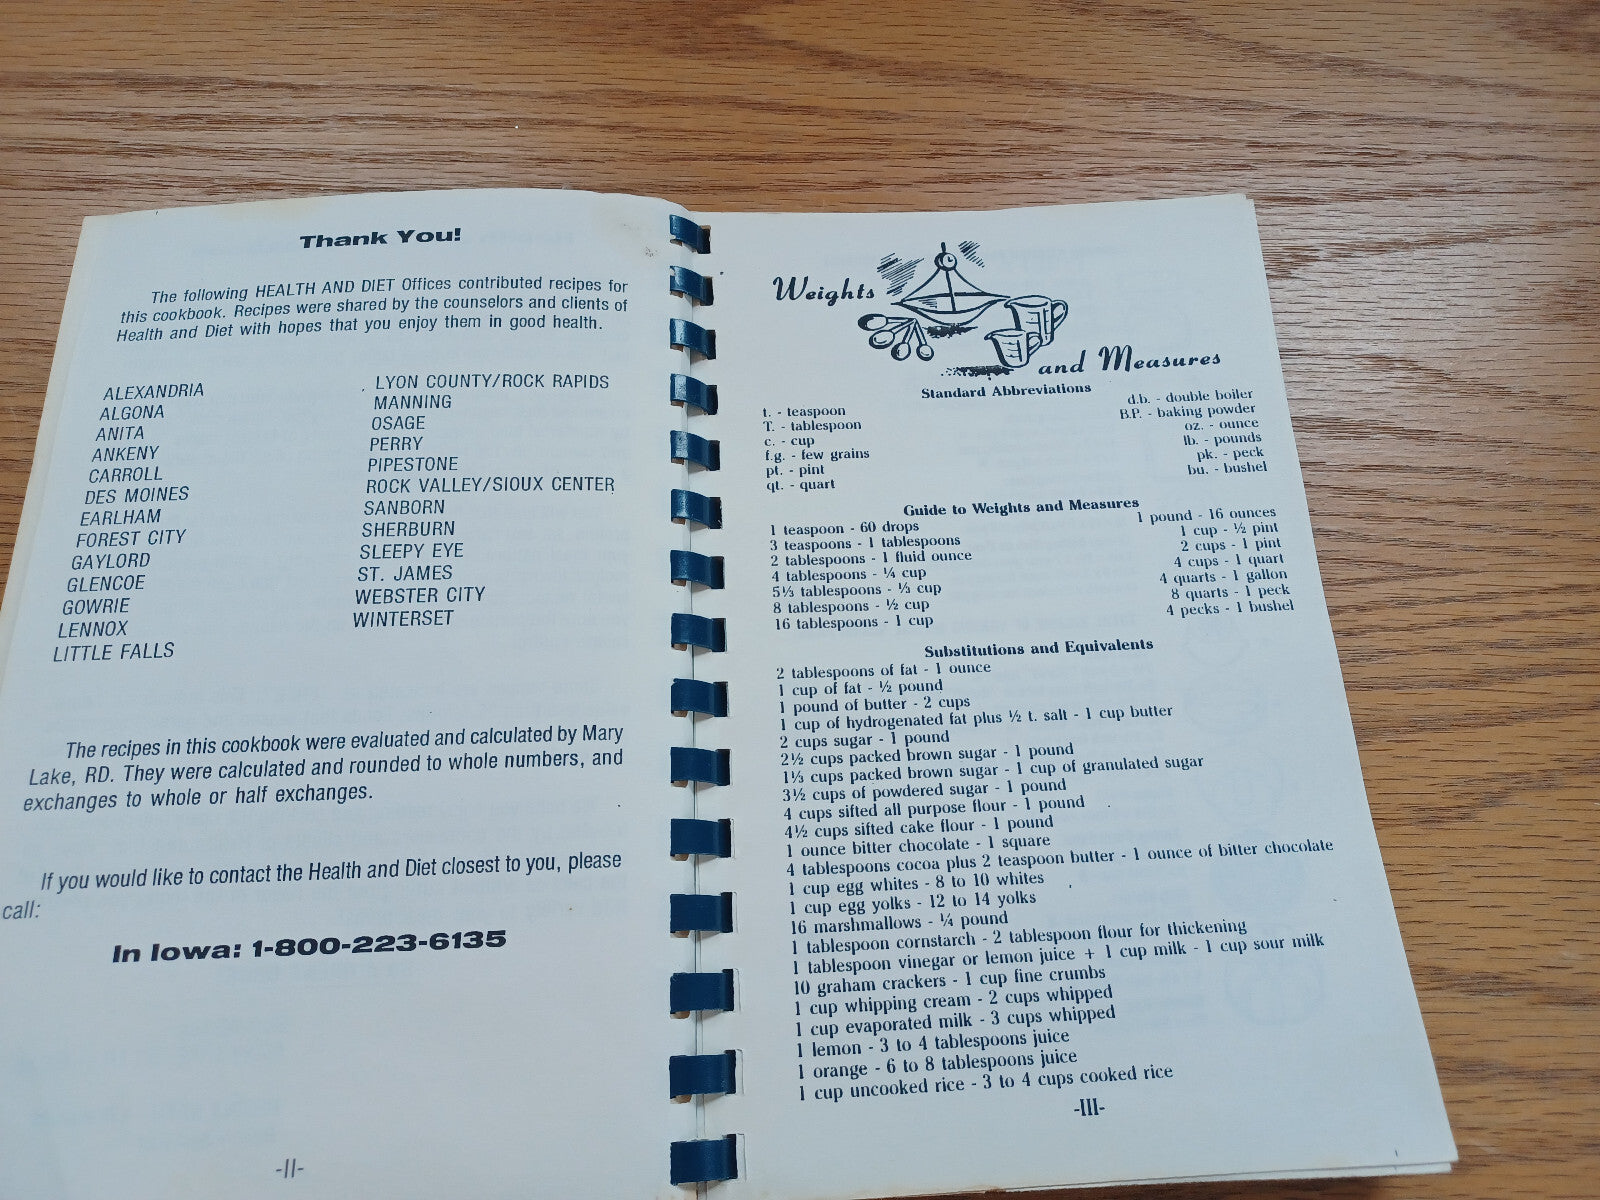 Thank You!
The following HEALTH AND DIET Offices contributed recipes for
this cookbook. Recipes were shared by the counselors and clients of
Health and Diet with hopes that you enjoy them in good health.
ALEXANDRIA
ALGONA
ANITA
ANKENY
CARROLL
DES MOINES
EARLHAM
FOREST CITY
GAYLORD
GLENCOE
GOWRIE
LENNOX
LITTLE FALLS
LYON COUNTY/ROCK RAPIDS
MANNING
OSAGE
PERRY
PIPESTONE
ROCK VALLEY/SIOUX CENTER
SANBORN
SHERBURN
SLEEPY EYE
ST. JAMES
WEBSTER CITY
WINTERSET
The recipes in this cookbook were evaluated and calculated by Mary
Lake, RD. They were calculated and rounded to whole numbers, and
exchanges to whole or half exchanges.
If you would like to contact the Health and Diet closest to you, please
call:
In Iowa: 1-800-223-6135
-II-
Weights
and Measures
Standard Abbreviations
t. - teaspoon
T. - tablespoon
c. - cup
f.g. - few grains
pt. - pint
qt. - quart
d.b. - double boiler
B.P. - baking powder
oz. - ounce
lb. - pounds
pk. - peck
bu. - bushel
Guide to Weights and Measures
1 teaspoon - 60 drops
3 teaspoons - 1 tablespoons
2 tablespoons - 1 fluid ounce
4 tablespoons - ¼ cup
5⅓ tablespoons - ⅓ cup
8 tablespoons - ½ cup
16 tablespoons - 1 cup
1 pound - 16 ounces
1 cup - ½ pint
2 cups - 1 pint
4 cups - 1 quart
4 quarts - 1 gallon
8 quarts - 1 peck
4 pecks - 1 bushel
Substitutions and Equivalents
2 tablespoons of fat - 1 ounce
1 cup of fat - ½ pound
1 pound of butter - 2 cups
1 cup of hydrogenated fat plus ½ t. salt - 1 cup butter
2 cups sugar - 1 pound
2½ cups packed brown sugar - 1 pound
1⅓ cups packed brown sugar - 1 cup of granulated sugar
3½ cups of powdered sugar - 1 pound
4 cups sifted all purpose flour - 1 pound
4½ cups sifted cake flour - 1 pound
1 ounce bitter chocolate - 1 square
4 tablespoons cocoa plus 2 teaspoon butter - 1 ounce of bitter chocolate
1 cup egg whites - 8 to 10 whites
1 cup egg yolks - 12 to 14 yolks
16 marshmallows - ¼ pound
1 tablespoon cornstarch - 2 tablespoon flour for thickening
1 tablespoon vinegar or lemon juice + 1 cup milk - 1 cup sour milk
10 graham crackers - 1 cup fine crumbs
1 cup whipping cream - 2 cups whipped
1 cup evaporated milk - 3 cups whipped
1 lemon - 3 to 4 tablespoons juice
1 orange - 6 to 8 tablespoons juice
1 cup uncooked rice - 3 to 4 cups cooked rice
-III-